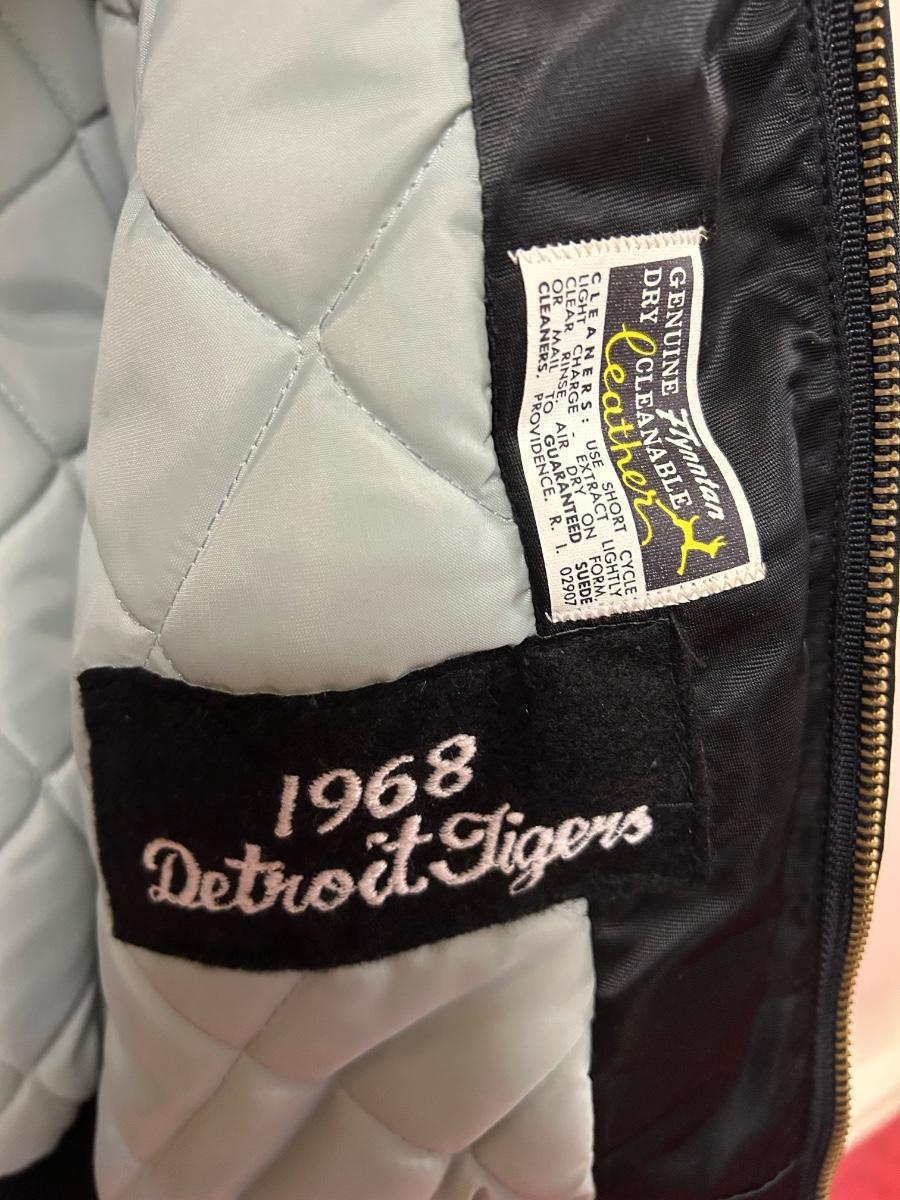 GENUINE Flynntan
DRY CLEANABLE
leather
CLEANERS: USE SHORT CYCLE
LIGHT CHARGE - EXTRACT LIGHTLY
CLEAR RINSE, AIR DRY ON FORM,
OR MAIL TO GUARANTEED SUEDE
CLEANERS, PROVIDENCE, R. I. 02907
1968
Detroit Tigers